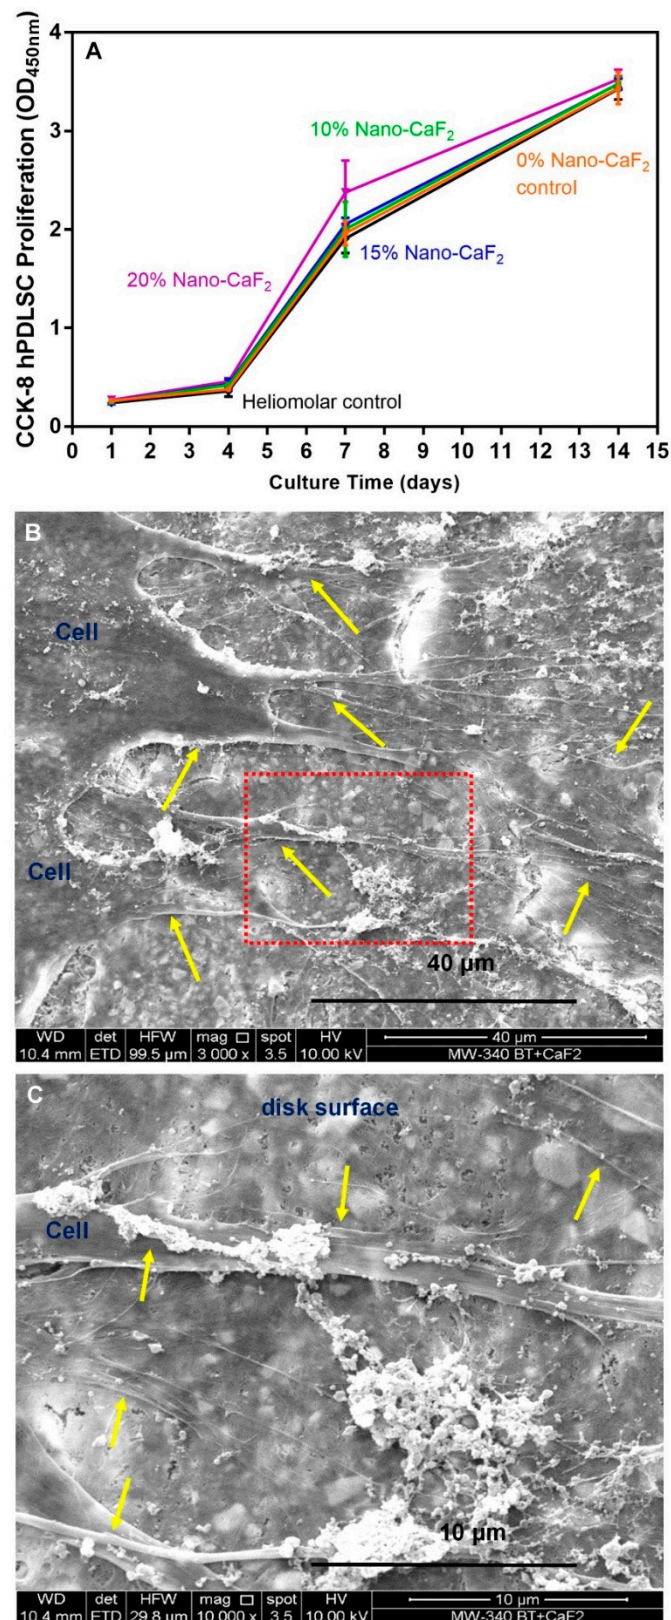 A
CCK-8 hPDLSC Proliferation (OD450nm)
4
3
2
1
0
10% Nano-CaF2
0% Nano-CaF2
control
20% Nano-CaF2
15% Nano-CaF2
Heliomolar control
0 1 2 3 4 5 6 7 8 9 10 11 12 13 14 15
Culture Time (days)
B
Cell
Cell
40 µm
WD det HFW mag spot HV 40 µm
10.4 mm ETD 99.5 µm 3 000 x 3.5 10.00 kV MW-340 BT+CaF2
C
disk surface
Cell
10 µm
WD det HFW mag spot HV 10 µm
10.4 mm ETD 29.8 µm 10 000 x 3.5 10.00 kV MW-340 BT+CaF2